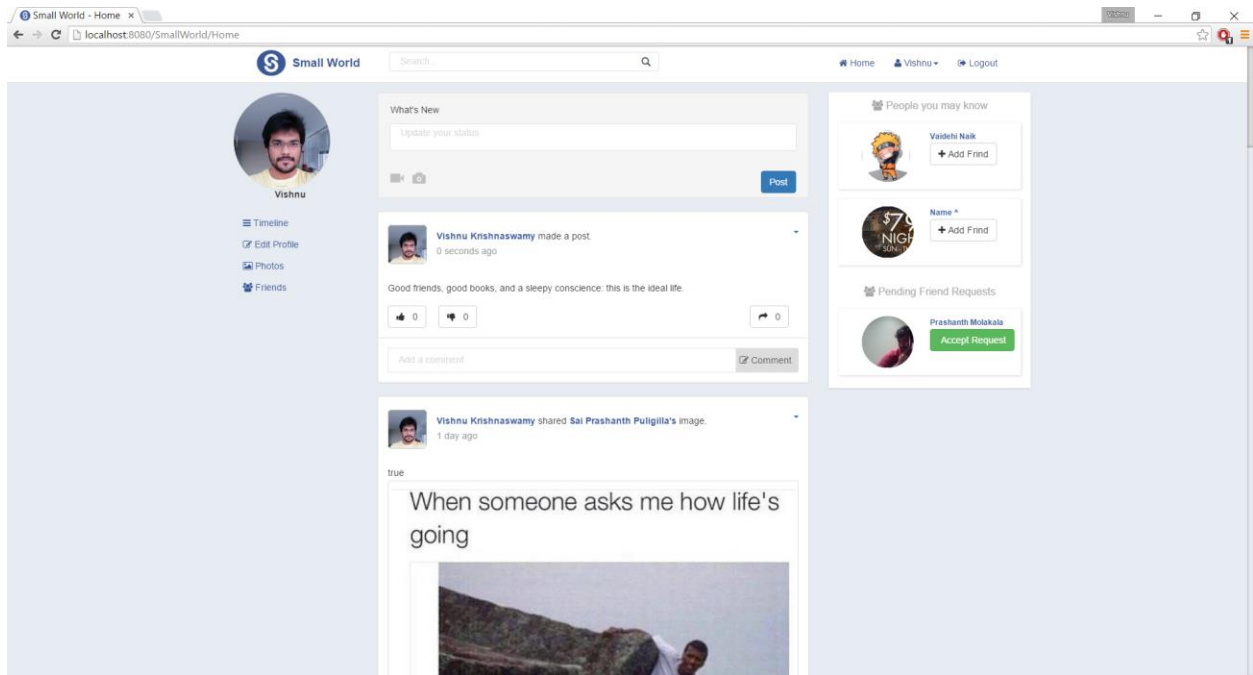 Small World - Home
Vishnu
localhost:8080/SmallWorld/Home
Small World
Search...
Home
Vishnu
Logout
Vishnu
Timeline
Edit Profile
Photos
Friends
What's New
Update your status
Post
Vishnu Krishnaswamy made a post.
0 seconds ago
Good friends, good books, and a sleepy conscience: this is the ideal life.
0
0
0
Add a comment
Comment
Vishnu Krishnaswamy shared Sai Prashanth Puligilla's image.
1 day ago
true
When someone asks me how life's
going
People you may know
Vaidehi Naik
Add Frind
Name *
Add Frind
$79
NIGH
Pending Friend Requests
Prashanth Molakala
Accept Request